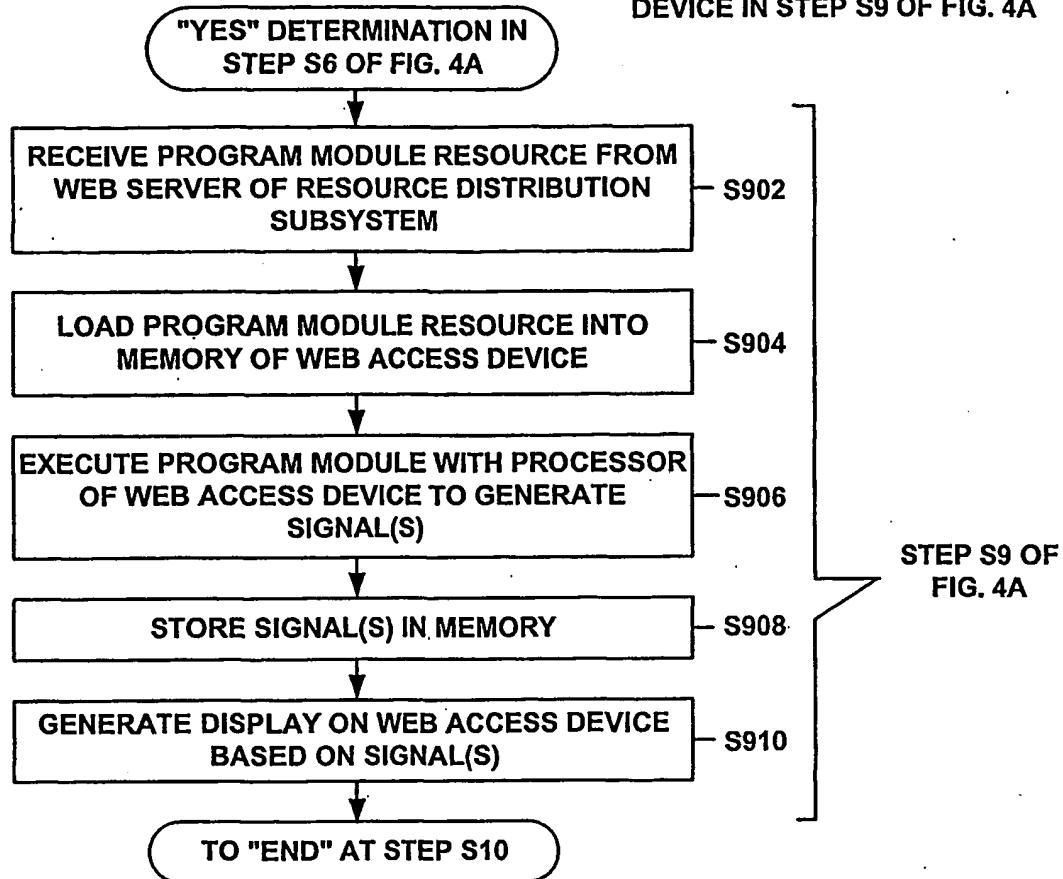 DEVICE IN STEP S9 OF FIG. 4A
"YES" DETERMINATION IN
STEP S6 OF FIG. 4A
RECEIVE PROGRAM MODULE RESOURCE FROM
WEB SERVER OF RESOURCE DISTRIBUTION
SUBSYSTEM
S902
LOAD PROGRAM MODULE RESOURCE INTO
MEMORY OF WEB ACCESS DEVICE
S904
EXECUTE PROGRAM MODULE WITH PROCESSOR
OF WEB ACCESS DEVICE TO GENERATE
SIGNAL(S)
S906
STEP S9 OF
FIG. 4A
STORE SIGNAL(S) IN MEMORY
S908
GENERATE DISPLAY ON WEB ACCESS DEVICE
BASED ON SIGNAL(S)
S910
TO "END" AT STEP S10